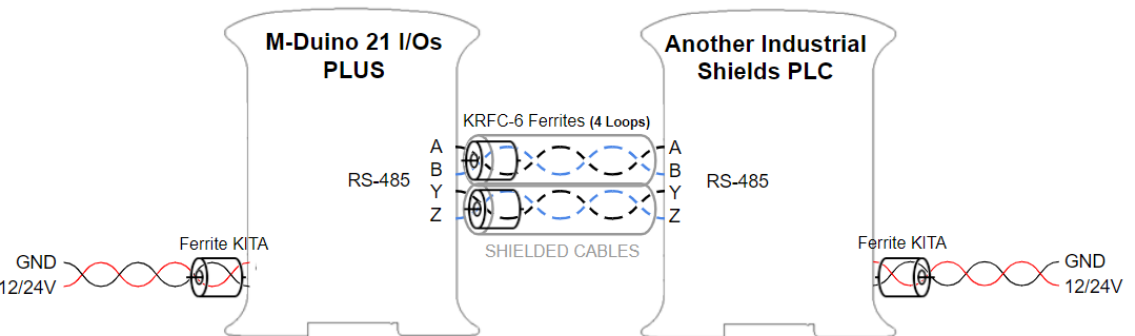 M-Duino 21 I/Os
PLUS
Another Industrial
Shields PLC
KRFC-6 Ferrites (4 Loops)
A
B
Y
Z
RS-485
A
B
Y
Z
RS-485
SHIELDED CABLES
Ferrite KITA
GND
12/24V
Ferrite KITA
GND
12/24V